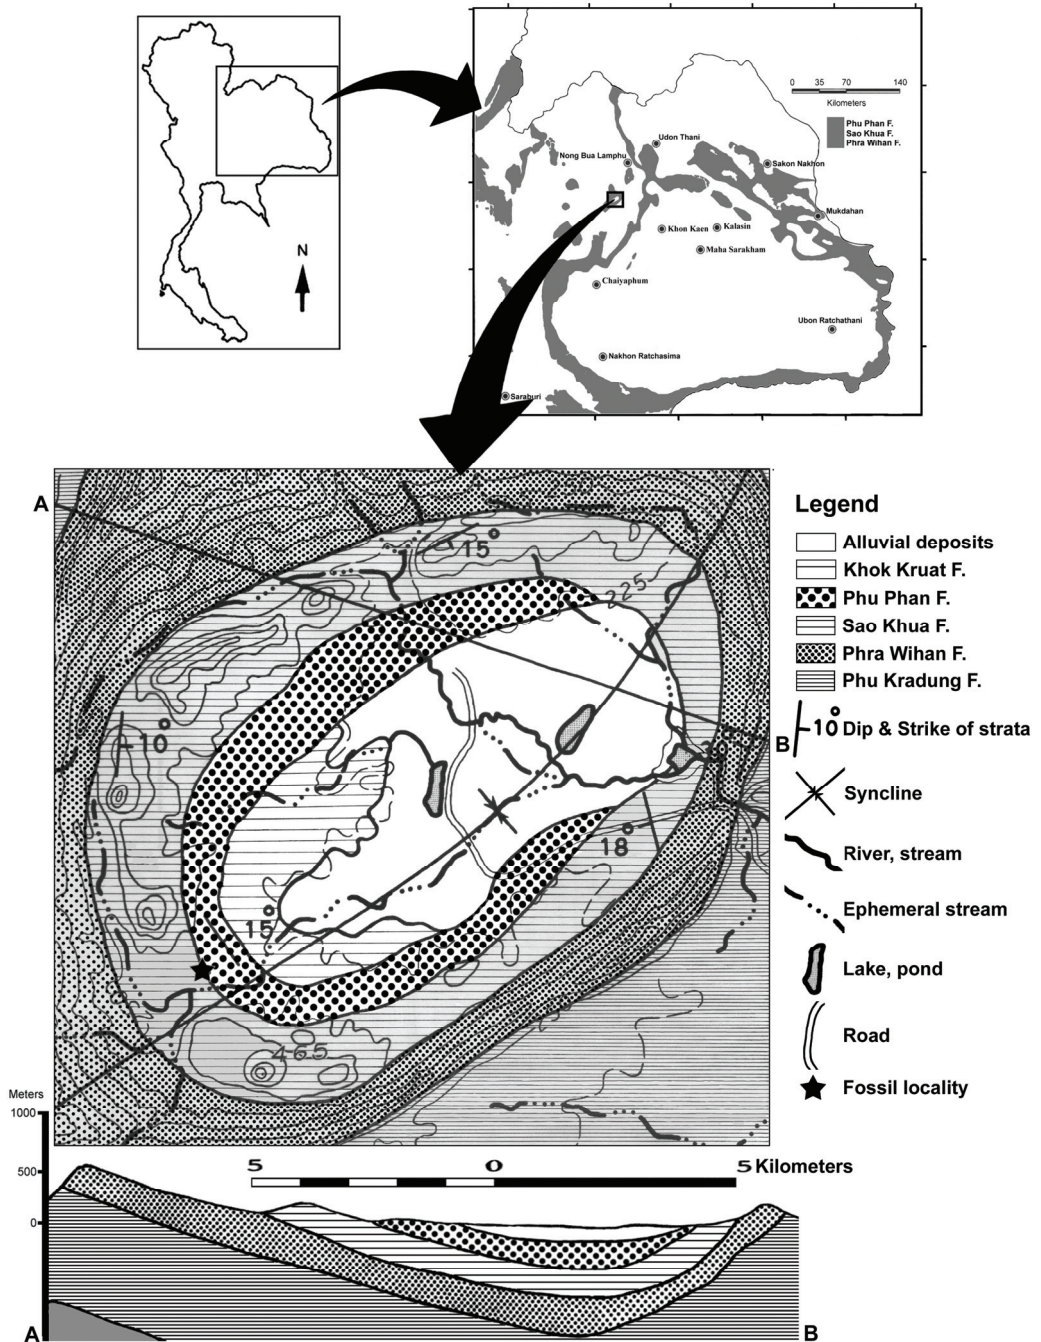 N
0 35 70 140
Kilometers
Phu Phan F.
Sao Khua F.
Phra Wihan F.
Udon Thani
Nong Bua Lamphu
Sakon Nakhon
Mukdahan
Khon Kaen
Kalasin
Maha Sarakham
Chaiyaphum
Ubon Ratchathani
Nakhon Ratchasima
Saraburi
A
15°
225
10°
B
18°
15°
465
Legend
Alluvial deposits
Khok Kruat F.
Phu Phan F.
Sao Khua F.
Phra Wihan F.
Phu Kradung F.
10° Dip & Strike of strata
Syncline
River, stream
Ephemeral stream
Lake, pond
Road
Fossil locality
Meters
1000
500
0
5 0 5 Kilometers
A
B